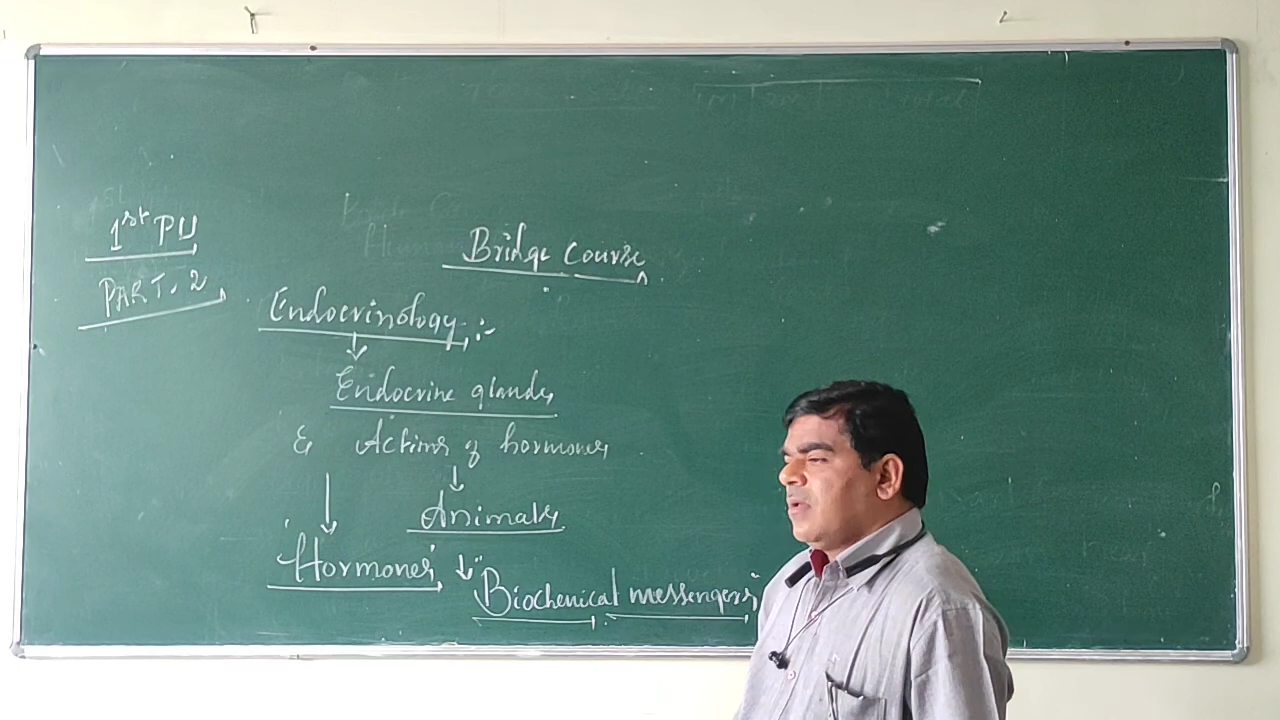 1st PU
PART. 2
Bridge Course
Endocrinology :-
Endocrine glands
& Actions of hormones
Animals
'Hormones'
"Biochemical messengers"